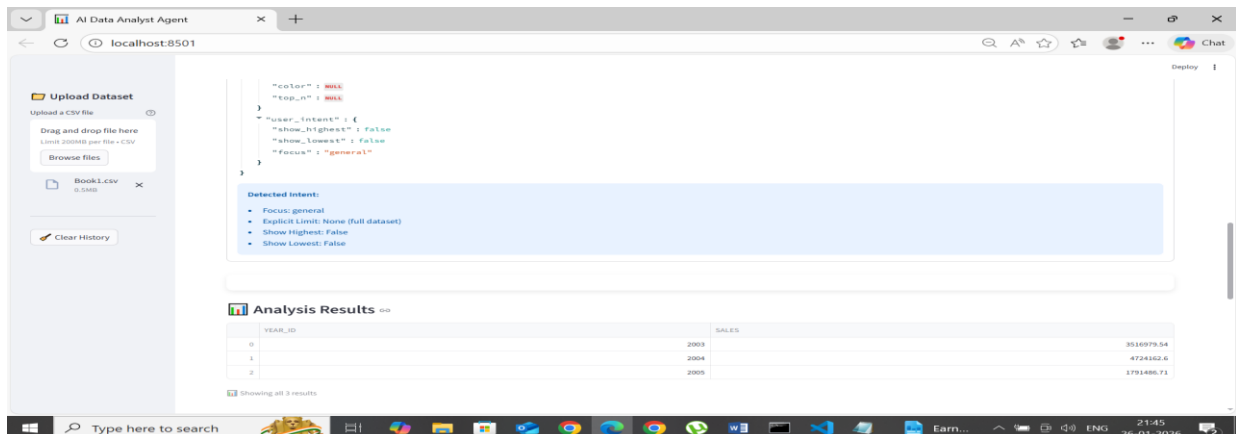 AI Data Analyst Agent
localhost:8501
Chat
Deploy
Upload Dataset
Upload a CSV file
Drag and drop file here
Limit 200MB per file • CSV
Browse files
Book1.csv
0.5MB
Clear History
"color" : NULL
"top_n" : NULL
}
"user_intent" : {
"show_highest" : false
"show_lowest" : false
"focus" : "general"
}
}
Detected Intent:
• Focus: general
• Explicit Limit: None (full dataset)
• Show Highest: False
• Show Lowest: False
Analysis Results
YEAR_ID SALES
0 2003 3516979.54
1 2004 4724162.6
2 2005 1791486.71
Showing all 3 results
Type here to search
Earn...
ENG
21:45
26-01-2026